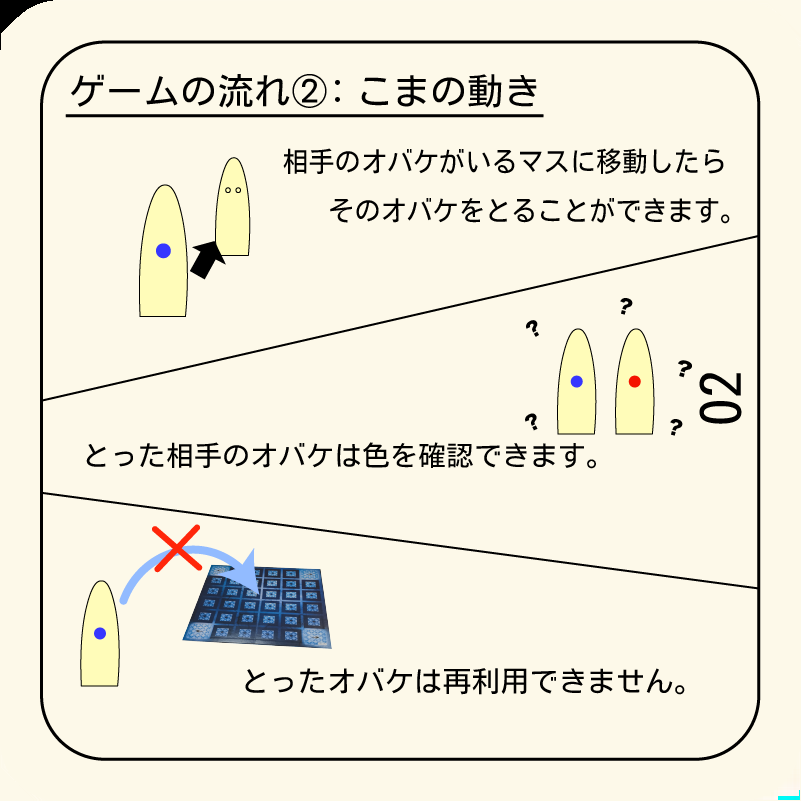 ゲームの流れ②：こまの動き
相手のオバケがいるマスに移動したら
そのオバケをとることができます。
?
?
?
?
?
02
とった相手のオバケは色を確認できます。
とったオバケは再利用できません。